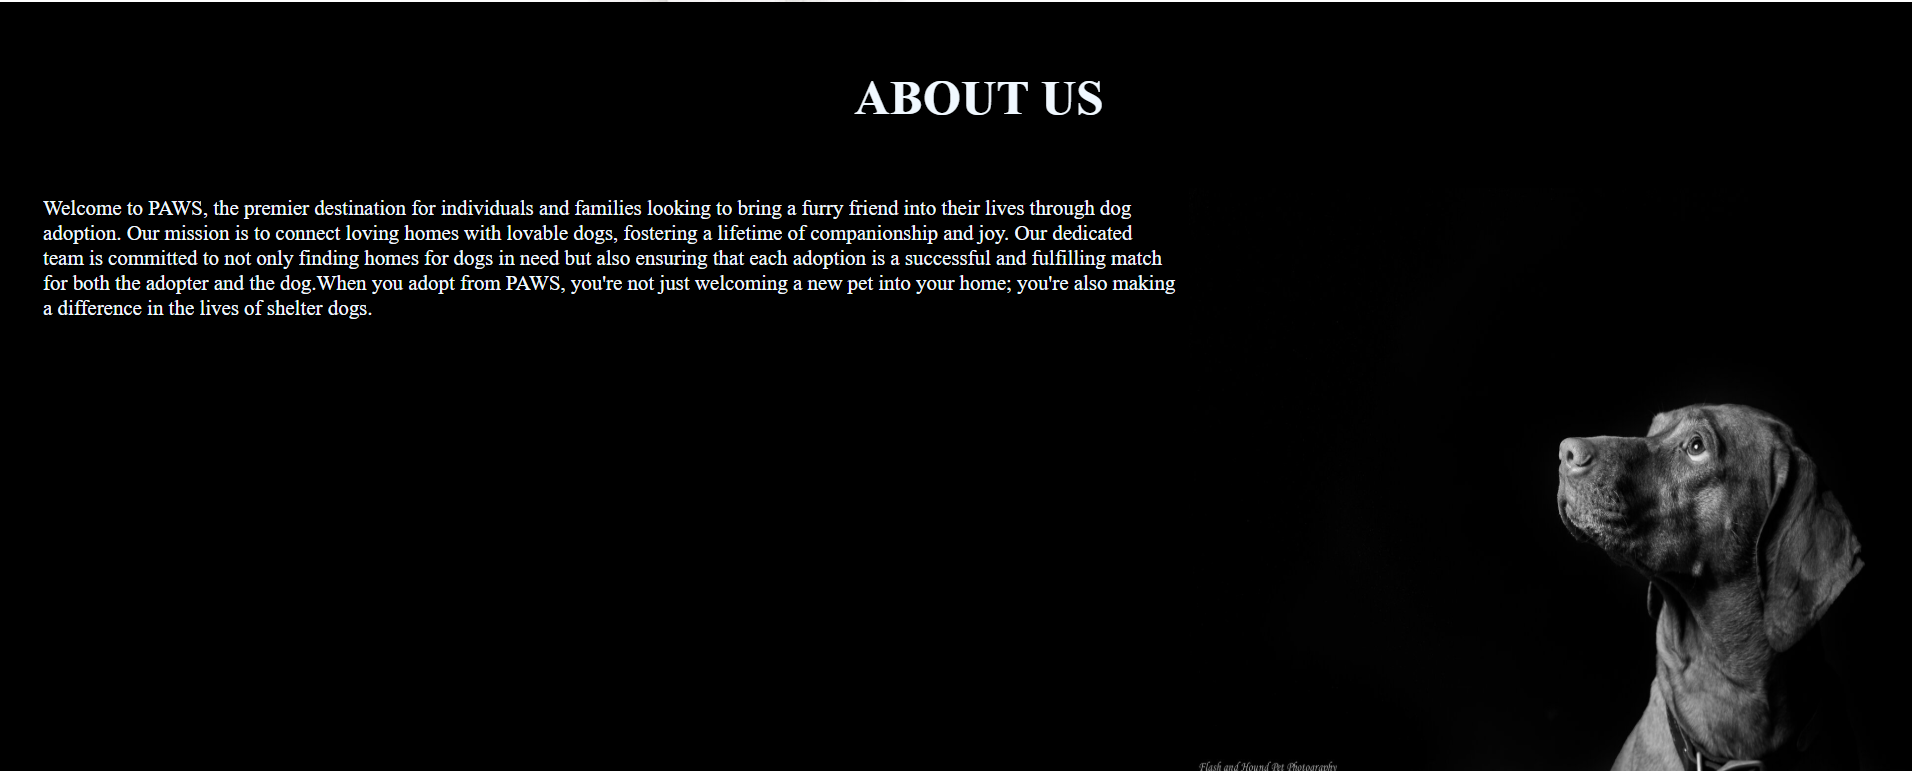 ABOUT US
Welcome to PAWS, the premier destination for individuals and families looking to bring a furry friend into their lives through dog
adoption. Our mission is to connect loving homes with lovable dogs, fostering a lifetime of companionship and joy. Our dedicated
team is committed to not only finding homes for dogs in need but also ensuring that each adoption is a successful and fulfilling match
for both the adopter and the dog.When you adopt from PAWS, you're not just welcoming a new pet into your home; you're also making
a difference in the lives of shelter dogs.
Flash and Hound Pet Photography